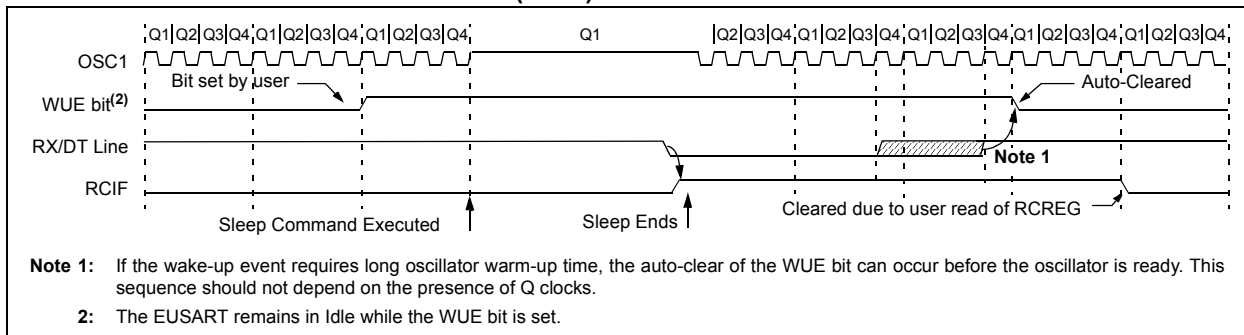 Q1 Q2 Q3 Q4 Q1 Q2 Q3 Q4 Q1 Q2 Q3 Q4 Q1 Q2 Q3 Q4 Q1 Q2 Q3 Q4 Q1 Q2 Q3 Q4 Q1 Q2 Q3 Q4 Q1 Q2 Q3 Q4
OSC1
Bit set by user
Auto-Cleared
WUE bit(2)
RX/DT Line
Note 1
RCIF
Cleared due to user read of RCREG
Sleep Command Executed
Sleep Ends
Note 1: If the wake-up event requires long oscillator warm-up time, the auto-clear of the WUE bit can occur before the oscillator is ready. This
sequence should not depend on the presence of Q clocks.
2: The EUSART remains in Idle while the WUE bit is set.